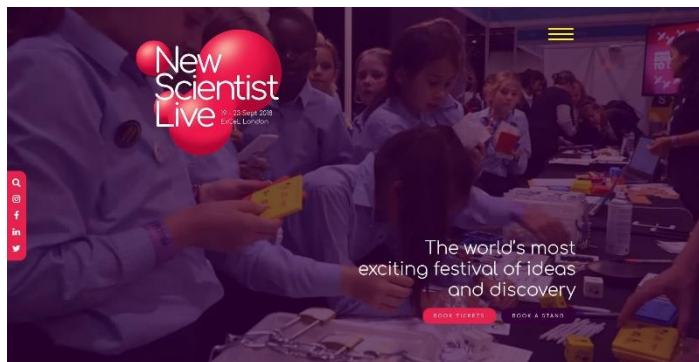 New
Scientist
Live
19 - 23 Sept 2018
ExCeL London
The world's most
exciting festival of ideas
and discovery
BOOK TICKETS
BOOK A STAND